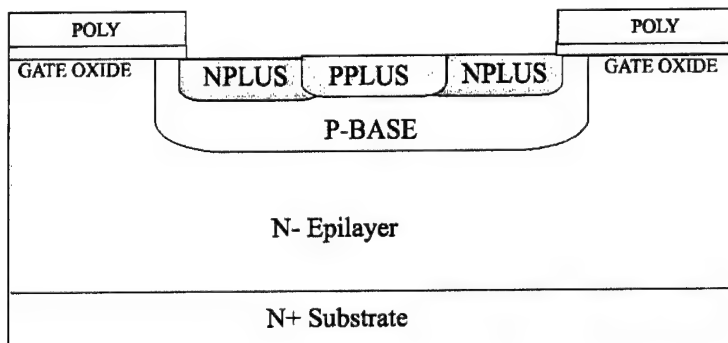 POLY POLY
GATE OXIDE NPLUS PPLUS NPLUS GATE OXIDE
P-BASE
N- Epilayer
N+ Substrate